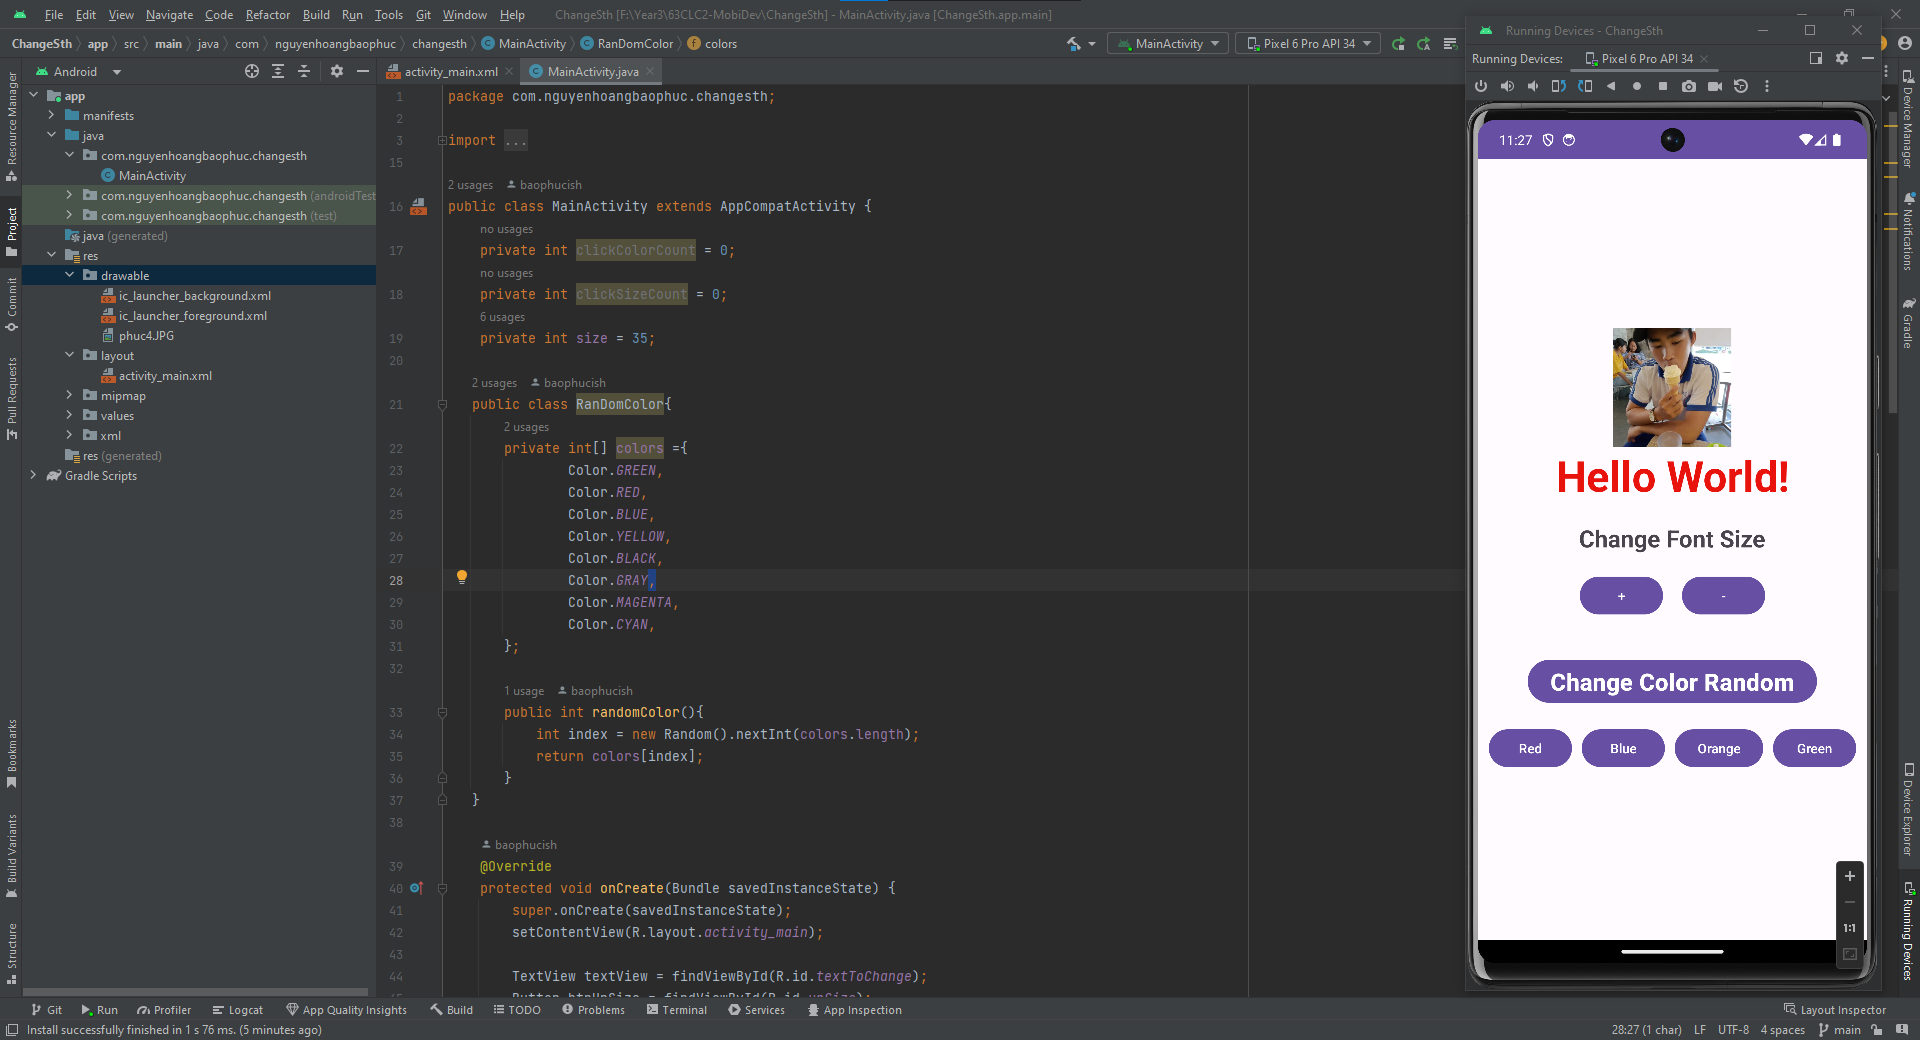 File Edit View Navigate Code Refactor Build Run Tools Git Window Help ChangeSth [F:\Year3\63CLC2-MobiDev\ChangeSth] - MainActivity.java [ChangeSth.app.main]
ChangeSth app src main java com nguyenhoangbaophuc changesth MainActivity RanDomColor colors MainActivity Pixel 6 Pro API 34
Resource Manager
Project
Commit
Pull Requests
Bookmarks
Build Variants
Structure
Android
app
manifests
java
com.nguyenhoangbaophuc.changesth
MainActivity
com.nguyenhoangbaophuc.changesth (androidTest
com.nguyenhoangbaophuc.changesth (test)
java (generated)
res
drawable
ic_launcher_background.xml
ic_launcher_foreground.xml
phuc4.JPG
layout
activity_main.xml
mipmap
values
xml
res (generated)
Gradle Scripts
activity_main.xml MainActivity.java
1 package com.nguyenhoangbaophuc.changesth;
2
3 import ...
15
2 usages baophucish
16 public class MainActivity extends AppCompatActivity {
no usages
17 private int clickColorCount = 0;
no usages
18 private int clickSizeCount = 0;
6 usages
19 private int size = 35;
20
2 usages baophucish
21 public class RanDomColor{
2 usages
22 private int[] colors ={
23 Color.GREEN,
24 Color.RED,
25 Color.BLUE,
26 Color.YELLOW,
27 Color.BLACK,
28 Color.GRAY,
29 Color.MAGENTA,
30 Color.CYAN,
31 };
32
1 usage baophucish
33 public int randomColor(){
34 int index = new Random().nextInt(colors.length);
35 return colors[index];
36 }
37 }
38
baophucish
39 @Override
40 protected void onCreate(Bundle savedInstanceState) {
41 super.onCreate(savedInstanceState);
42 setContentView(R.layout.activity_main);
43
44 TextView textView = findViewById(R.id.textToChange);
Running Devices - ChangeSth
Running Devices: Pixel 6 Pro API 34
11:27
Hello World!
Change Font Size
+ -
Change Color Random
Red Blue Orange Green
+
1:1
Device Manager
Notifications
Gradle
Device Explorer
Running Devices
Git Run Profiler Logcat App Quality Insights Build TODO Problems Terminal Services App Inspection Layout Inspector
Install successfully finished in 1 s 76 ms. (5 minutes ago) 28:27 (1 char) LF UTF-8 4 spaces main